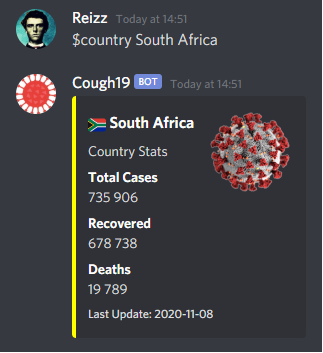 Reizz Today at 14:51
$country South Africa
Cough19 BOT Today at 14:51
South Africa
Country Stats
Total Cases
735 906
Recovered
678 738
Deaths
19 789
Last Update: 2020-11-08